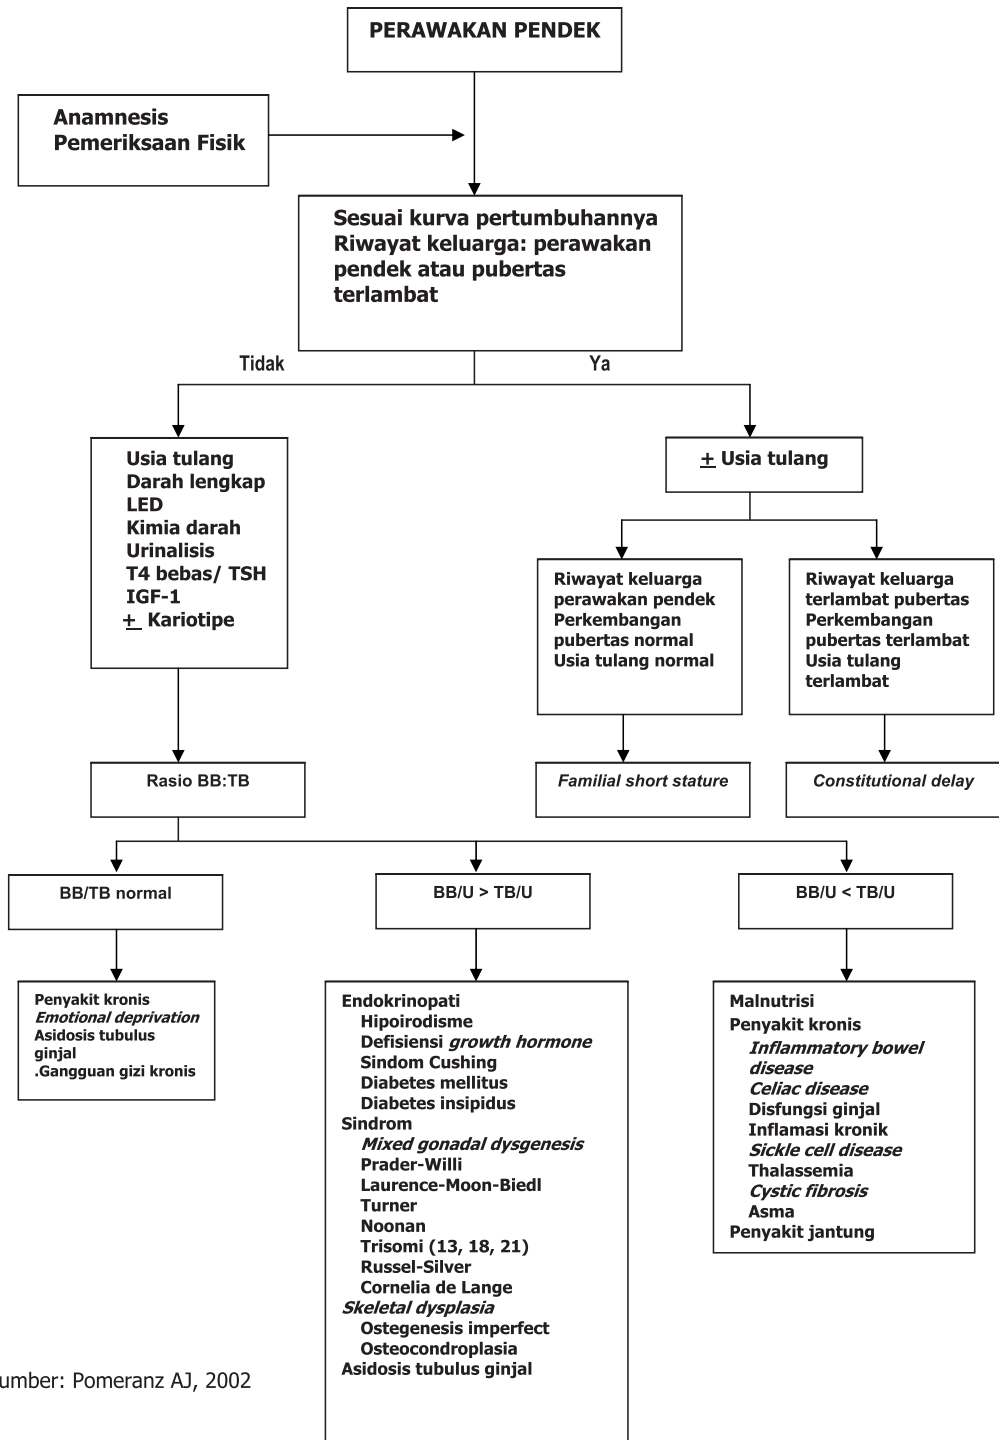 PERAWAKAN PENDEK
Anamnesis
Pemeriksaan Fisik
Sesuai kurva pertumbuhannya
Riwayat keluarga: perawakan
pendek atau pubertas
terlambat
Tidak
Ya
Usia tulang
Darah lengkap
LED
Kimia darah
Urinalisis
T4 bebas/ TSH
IGF-1
± Kariotipe
± Usia tulang
Riwayat keluarga
perawakan pendek
Perkembangan
pubertas normal
Usia tulang normal
Riwayat keluarga
terlambat pubertas
Perkembangan
pubertas terlambat
Usia tulang
terlambat
Rasio BB:TB
Familial short stature
Constitutional delay
BB/TB normal
BB/U > TB/U
BB/U < TB/U
Penyakit kronis
Emotional deprivation
Asidosis tubulus
ginjal
.Gangguan gizi kronis
Endokrinopati
Hipoirodisme
Defisiensi growth hormone
Sindom Cushing
Diabetes mellitus
Diabetes insipidus
Sindrom
Mixed gonadal dysgenesis
Prader-Willi
Laurence-Moon-Biedl
Turner
Noonan
Trisomi (13, 18, 21)
Russel-Silver
Cornelia de Lange
Skeletal dysplasia
Ostegenesis imperfect
Osteocondroplasia
Asidosis tubulus ginjal
Malnutrisi
Penyakit kronis
Inflammatory bowel
disease
Celiac disease
Disfungsi ginjal
Inflamasi kronik
Sickle cell disease
Thalassemia
Cystic fibrosis
Asma
Penyakit jantung
umber: Pomeranz AJ, 2002